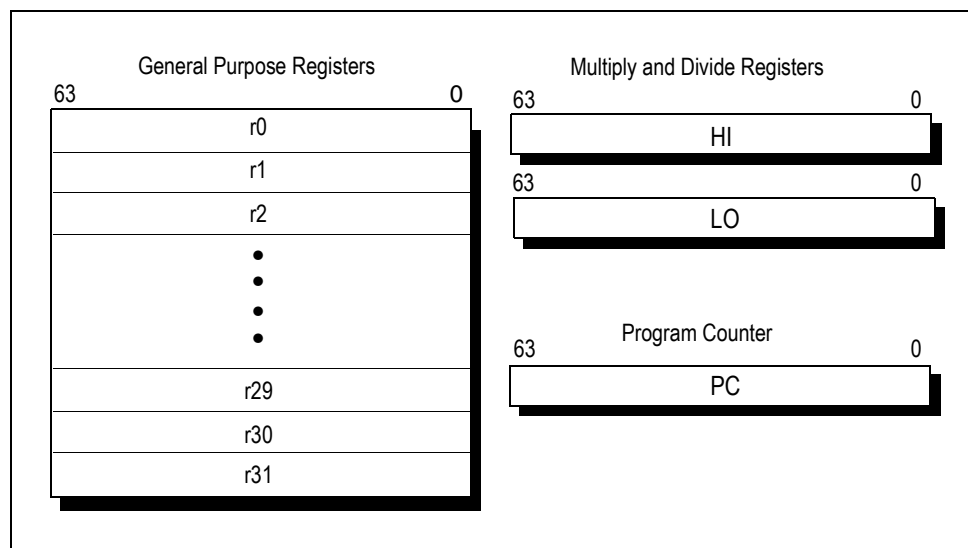 General Purpose Registers
63 0
r0
r1
r2
r29
r30
r31
Multiply and Divide Registers
63 0
HI
63 0
LO
Program Counter
63 0
PC